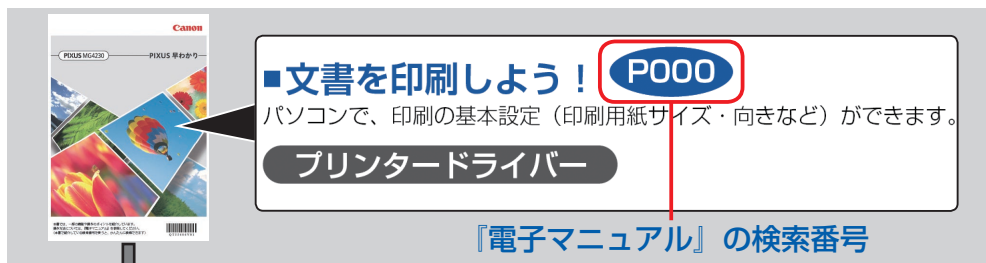 Canon
PIXUS MG4230
PIXUS 早わかり
■文書を印刷しよう！ P000
パソコンで、印刷の基本設定（印刷用紙サイズ・向きなど）ができます。
プリンタードライバー
『電子マニュアル』の検索番号